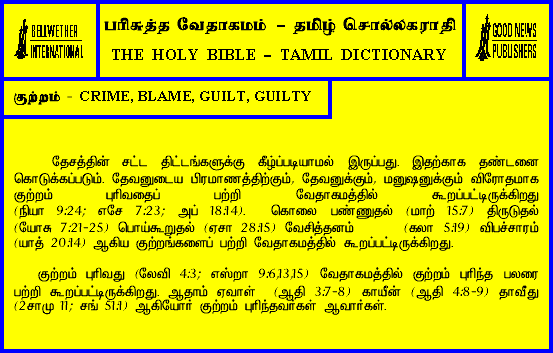 BELLWETHER
INTERNATIONAL
பரிசுத்த வேதாகமம் - தமிழ் சொல்லகராதி
THE HOLY BIBLE - TAMIL DICTIONARY
GOOD NEWS
PUBLISHERS
குற்றம் - CRIME, BLAME, GUILT, GUILTY
தேசத்தின் சட்ட திட்டங்களுக்கு கீழ்ப்படியாமல் இருப்பது. இதற்காக தண்டனை
கொடுக்கப்படும். தேவனுடைய பிரமாணத்திற்கும், தேவனுக்கும், மனுஷனுக்கும் விரோதமாக
குற்றம் புரிவதைப் பற்றி வேதாகமத்தில் கூறப்பட்டிருக்கிறது
(நியா 9:24; எசே 7:23; அப் 18:14). கொலை பண்ணுதல் (மாற் 15:7) திருடுதல்
(யோசு 7:21-25) பொய்கூறுதல் (ஏசா 28:15) வேசித்தனம் (கலா 5:19) விபச்சாரம்
(யாத் 20:14) ஆகிய குற்றங்களைப் பற்றி வேதாகமத்தில் கூறப்பட்டிருக்கிறது.
குற்றம் புரிவது (லேவி 4:3; எஸ்றா 9:6,13,15) வேதாகமத்தில் குற்றம் புரிந்த பலரை
பற்றி கூறப்பட்டிருக்கிறது. ஆதாம் ஏவாள் (ஆதி 3:7-8) காயீன் (ஆதி 4:8-9) தாவீது
(2சாமு 11; சங் 51:1) ஆகியோர் குற்றம் புரிந்தவர்கள் ஆவார்கள்.